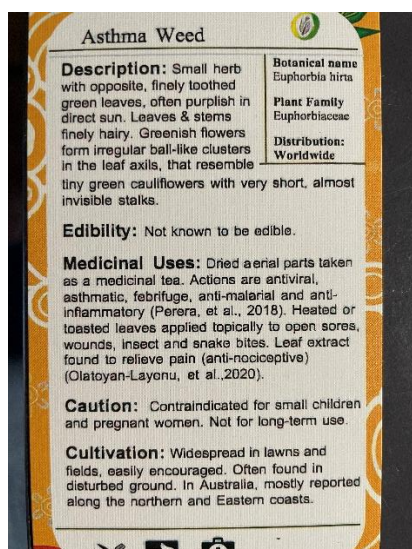 Asthma Weed
Description: Small herb
with opposite, finely toothed
green leaves, often purplish in
direct sun. Leaves & stems
finely hairy. Greenish flowers
form irregular ball-like clusters
in the leaf axils, that resemble
tiny green cauliflowers with very short, almost
invisible stalks.
Botanical name
Euphorbia hirta
Plant Family
Euphorbiaceae
Distribution:
Worldwide
Edibility: Not known to be edible.
Medicinal Uses: Dried aerial parts taken
as a medicinal tea. Actions are antiviral,
asthmatic, febrifuge, anti-malarial and anti-
inflammatory (Perera, et al., 2018). Heated or
toasted leaves applied topically to open sores,
wounds, insect and snake bites. Leaf extract
found to relieve pain (anti-nociceptive)
(Olatoyan-Layonu, et al.,2020).
Caution: Contraindicated for small children
and pregnant women. Not for long-term use.
Cultivation: Widespread in lawns and
fields, easily encouraged. Often found in
disturbed ground. In Australia, mostly reported
along the northern and Eastern coasts.